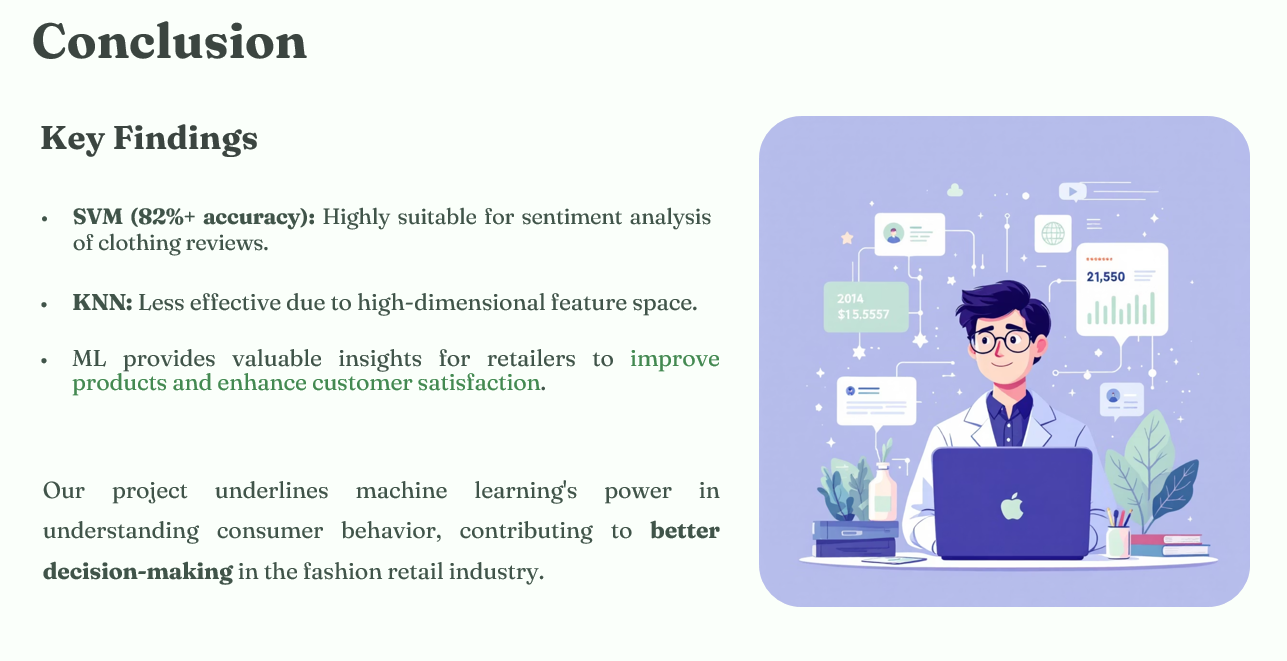 Conclusion
Key Findings
• SVM (82%+ accuracy): Highly suitable for sentiment analysis
of clothing reviews.
• KNN: Less effective due to high-dimensional feature space.
• ML provides valuable insights for retailers to improve
products and enhance customer satisfaction.
Our project underlines machine learning's power in
understanding consumer behavior, contributing to better
decision-making in the fashion retail industry.
21,550
2014
$15.5557